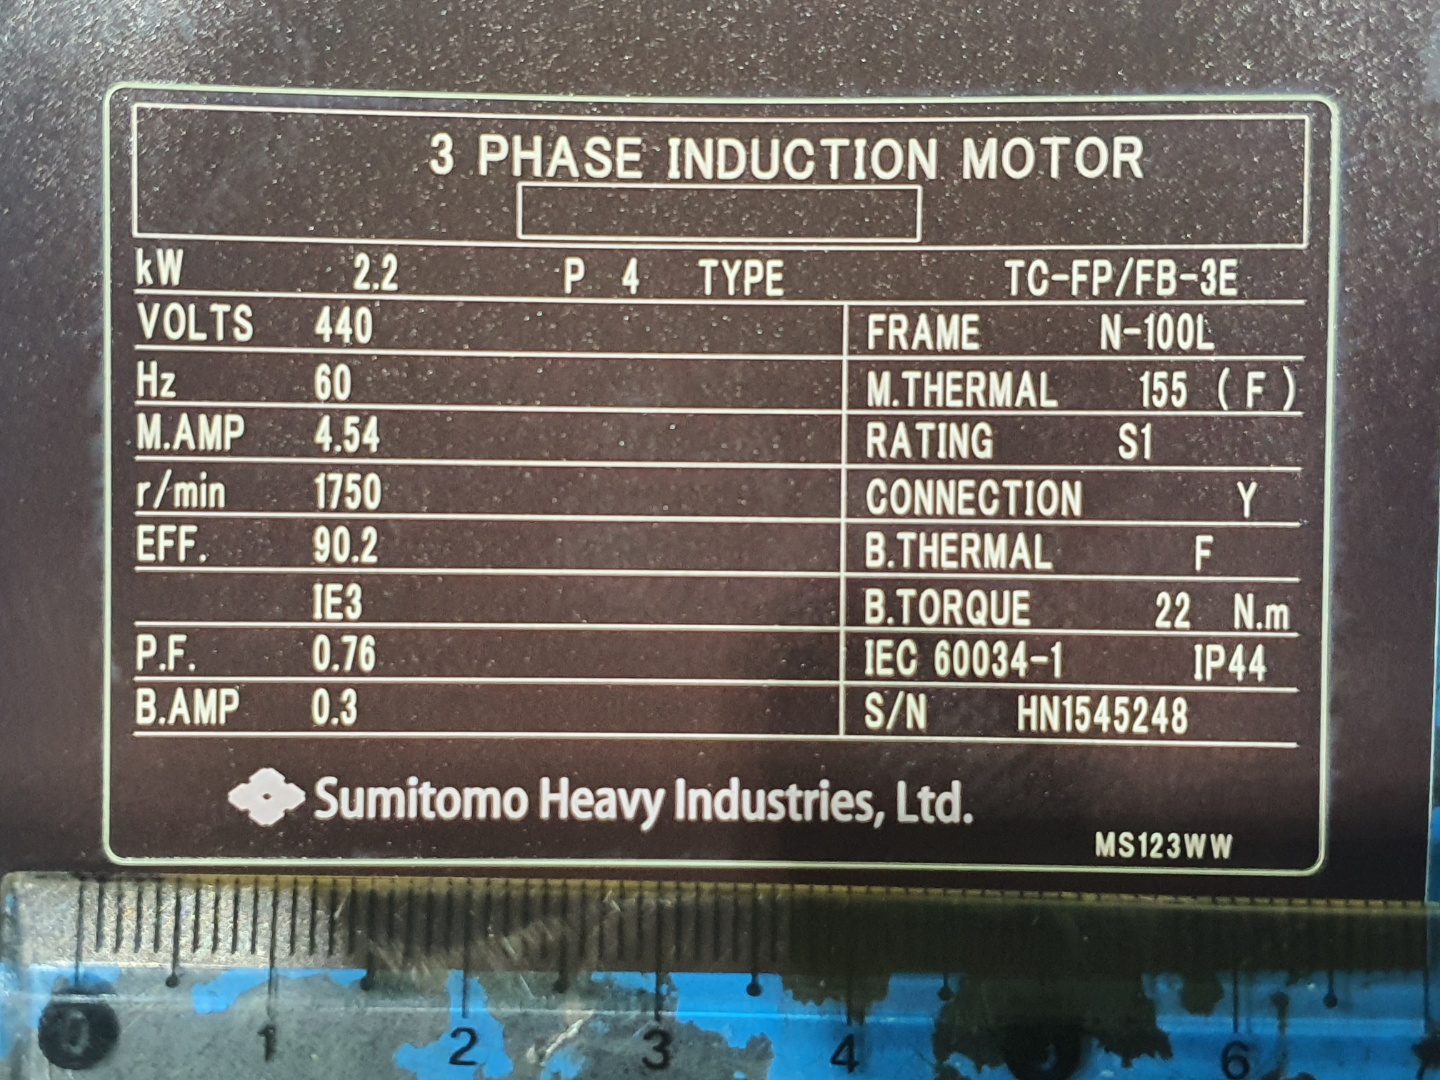 3 PHASE INDUCTION MOTOR
kW 2.2 P 4 TYPE TC-FP/FB-3E
VOLTS 440 FRAME N-100L
Hz 60 M.THERMAL 155 ( F )
M.AMP 4.54 RATING S1
r/min 1750 CONNECTION Y
EFF. 90.2 B.THERMAL F
IE3 B.TORQUE 22 N.m
P.F. 0.76 IEC 60034-1 IP44
B.AMP 0.3 S/N HN1545248
Sumitomo Heavy Industries, Ltd.
MS123WW
0 1 2 3 4 6